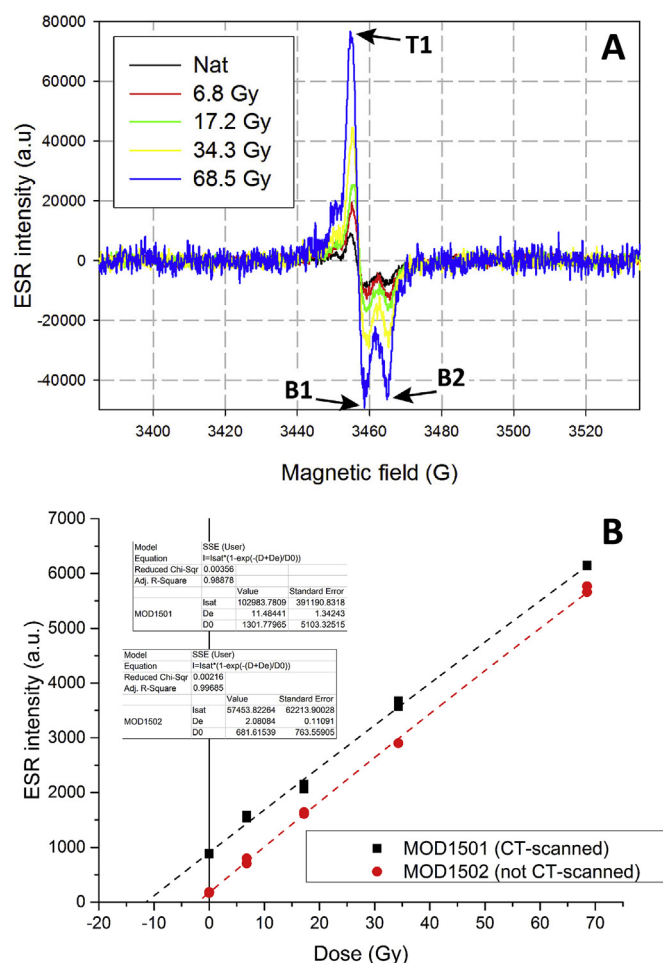 80000
60000
40000
20000
0
-20000
-40000
ESR intensity (a.u)
Nat
6.8 Gy
17.2 Gy
34.3 Gy
68.5 Gy
T1
A
B1
B2
3400 3420 3440 3460 3480 3500 3520
Magnetic field (G)
B
7000
6000
5000
4000
3000
2000
1000
0
ESR intensity (a.u.)
Model SSE (User)
Equation I=Isat*(1-exp(-(D+De)/D0))
Reduced Chi-Sqr 0.00356
Adj. R-Square 0.98878
Value Standard Error
Isat 102983.7809 391190.8318
MOD1501 De 11.48441 1.34243
D0 1301.77965 5103.32515
Model SSE (User)
Equation I=Isat*(1-exp(-(D+De)/D0))
Reduced Chi-Sqr 0.00216
Adj. R-Square 0.99685
Value Standard Error
Isat 57453.82264 62213.90028
MOD1502 De 2.08084 0.11091
D0 681.61539 763.55905
MOD1501 (CT-scanned)
MOD1502 (not CT-scanned)
-20 -10 0 10 20 30 40 50 60 70 80
Dose (Gy)